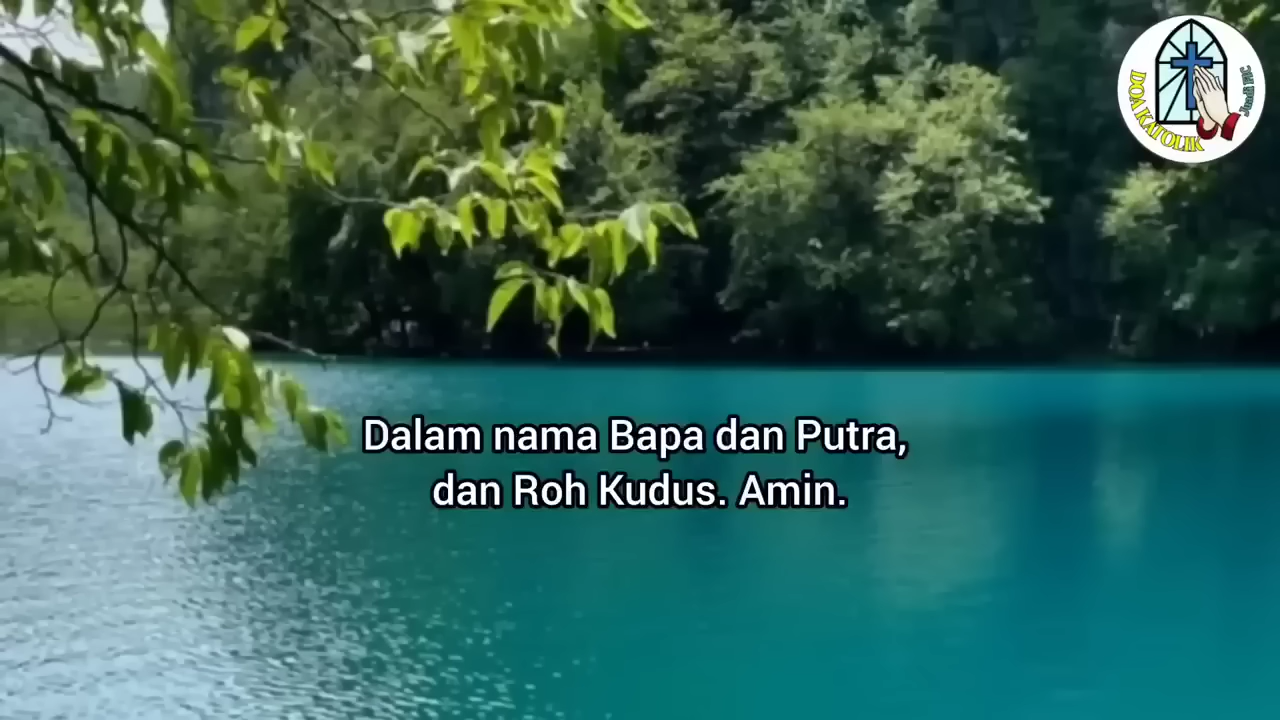 DOA KATOLIK
Dalam nama Bapa dan Putra,
dan Roh Kudus. Amin.